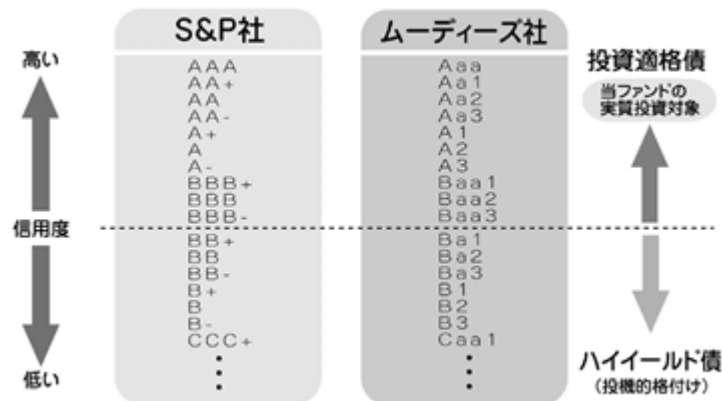 S&P社
ムーディーズ社
高い
信用度
低い
AAA
AA+
AA
AA-
A+
A
A-
BBB+
BBB
BBB-
BB+
BB
BB-
B+
B
B-
CCC+
Aaa
Aa1
Aa2
Aa3
A1
A2
A3
Baa1
Baa2
Baa3
Ba1
Ba2
Ba3
B1
B2
B3
Caa1
投資適格債
当ファンドの
実質投資対象
ハイイールド債
(投機的格付け)